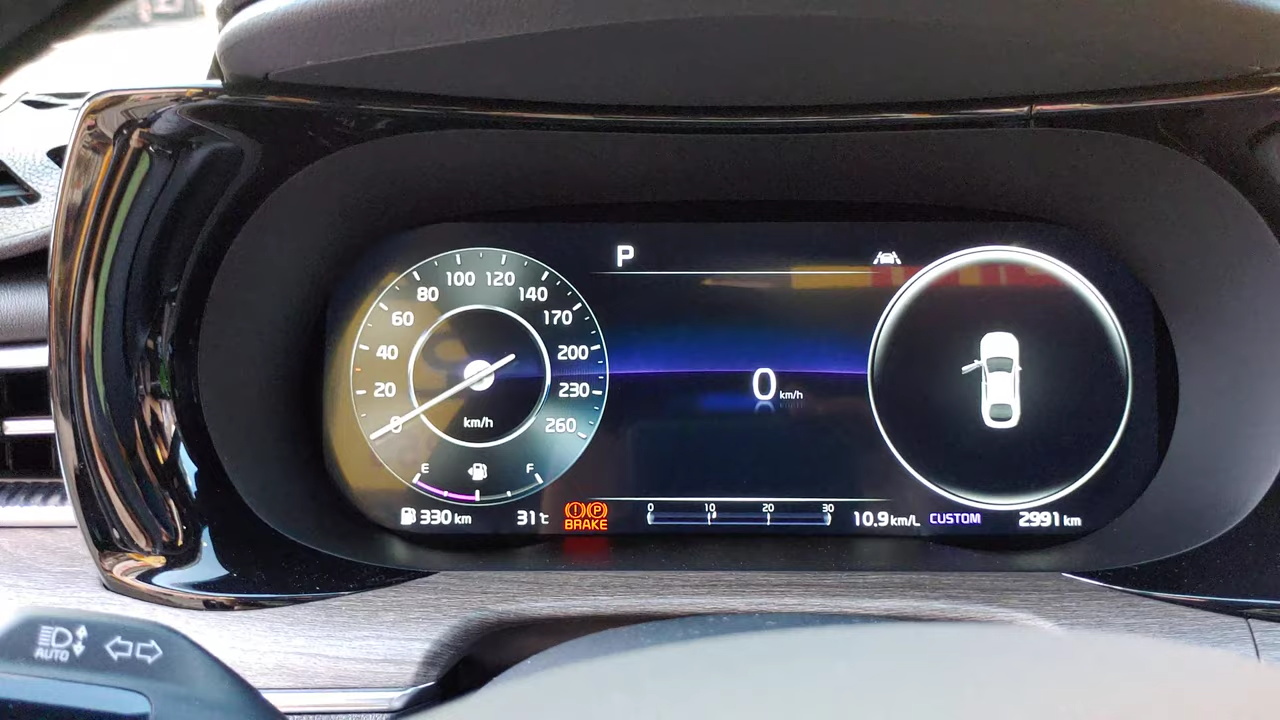 P
100 120
80 140
60 170
40 200
20 230
0 260
km/h
0 km/h
E F
330 km
31℃
(!) (P)
BRAKE
0 10 20 30
10.9 km/L
CUSTOM
2991 km
AUTO